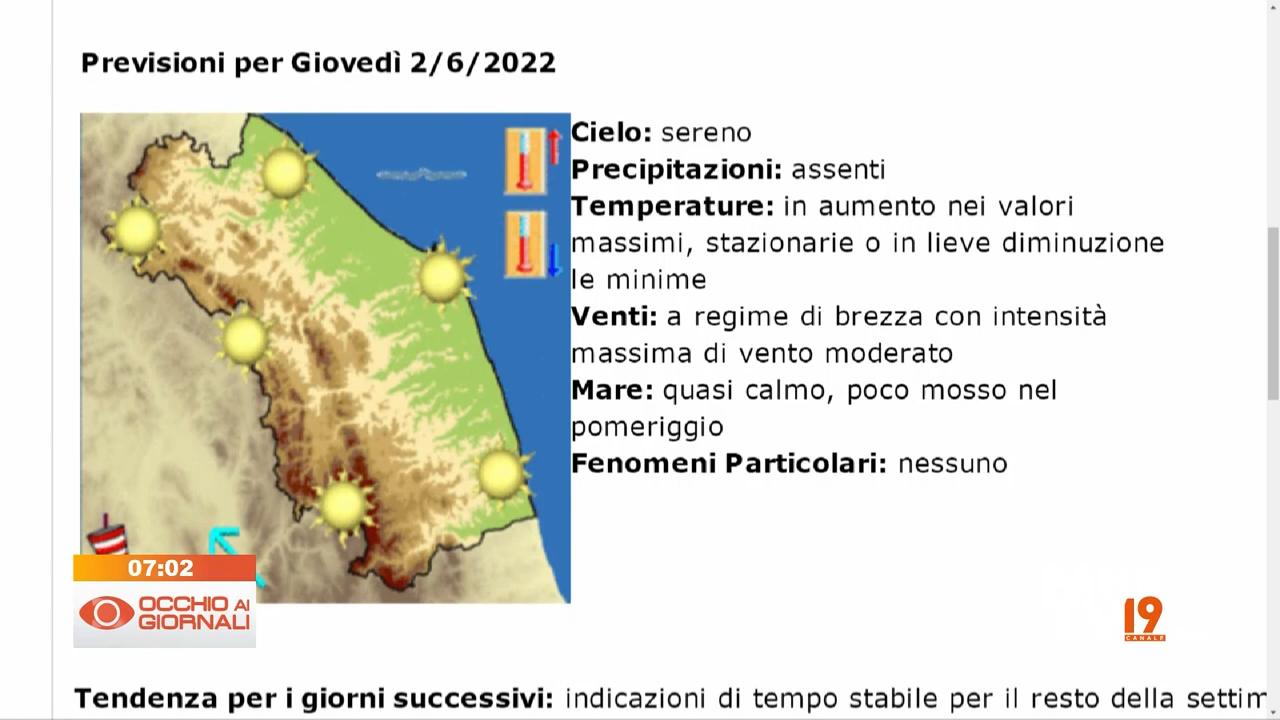 Previsioni per Giovedì 2/6/2022
Cielo: sereno
Precipitazioni: assenti
Temperature: in aumento nei valori
massimi, stazionarie o in lieve diminuzione
le minime
Venti: a regime di brezza con intensità
massima di vento moderato
Mare: quasi calmo, poco mosso nel
pomeriggio
Fenomeni Particolari: nessuno
07:02
OCCHIO AI
GIORNALI
19
CANALE
Tendenza per i giorni successivi: indicazioni di tempo stabile per il resto della